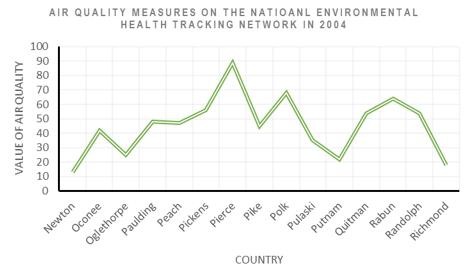 AIR QUALITY MEASURES ON THE NATIOANL ENVIRONMENTAL
HEALTH TRACKING NETWORK IN 2004
VALUE OF AIR QUALITY
100
90
80
70
60
50
40
30
20
10
0
Newton
Oconee
Oglethorpe
Paulding
Peach
Pickens
Pierce
Pike
Polk
Pulaski
Putnam
Quitman
Rabun
Randolph
Richmond
COUNTRY